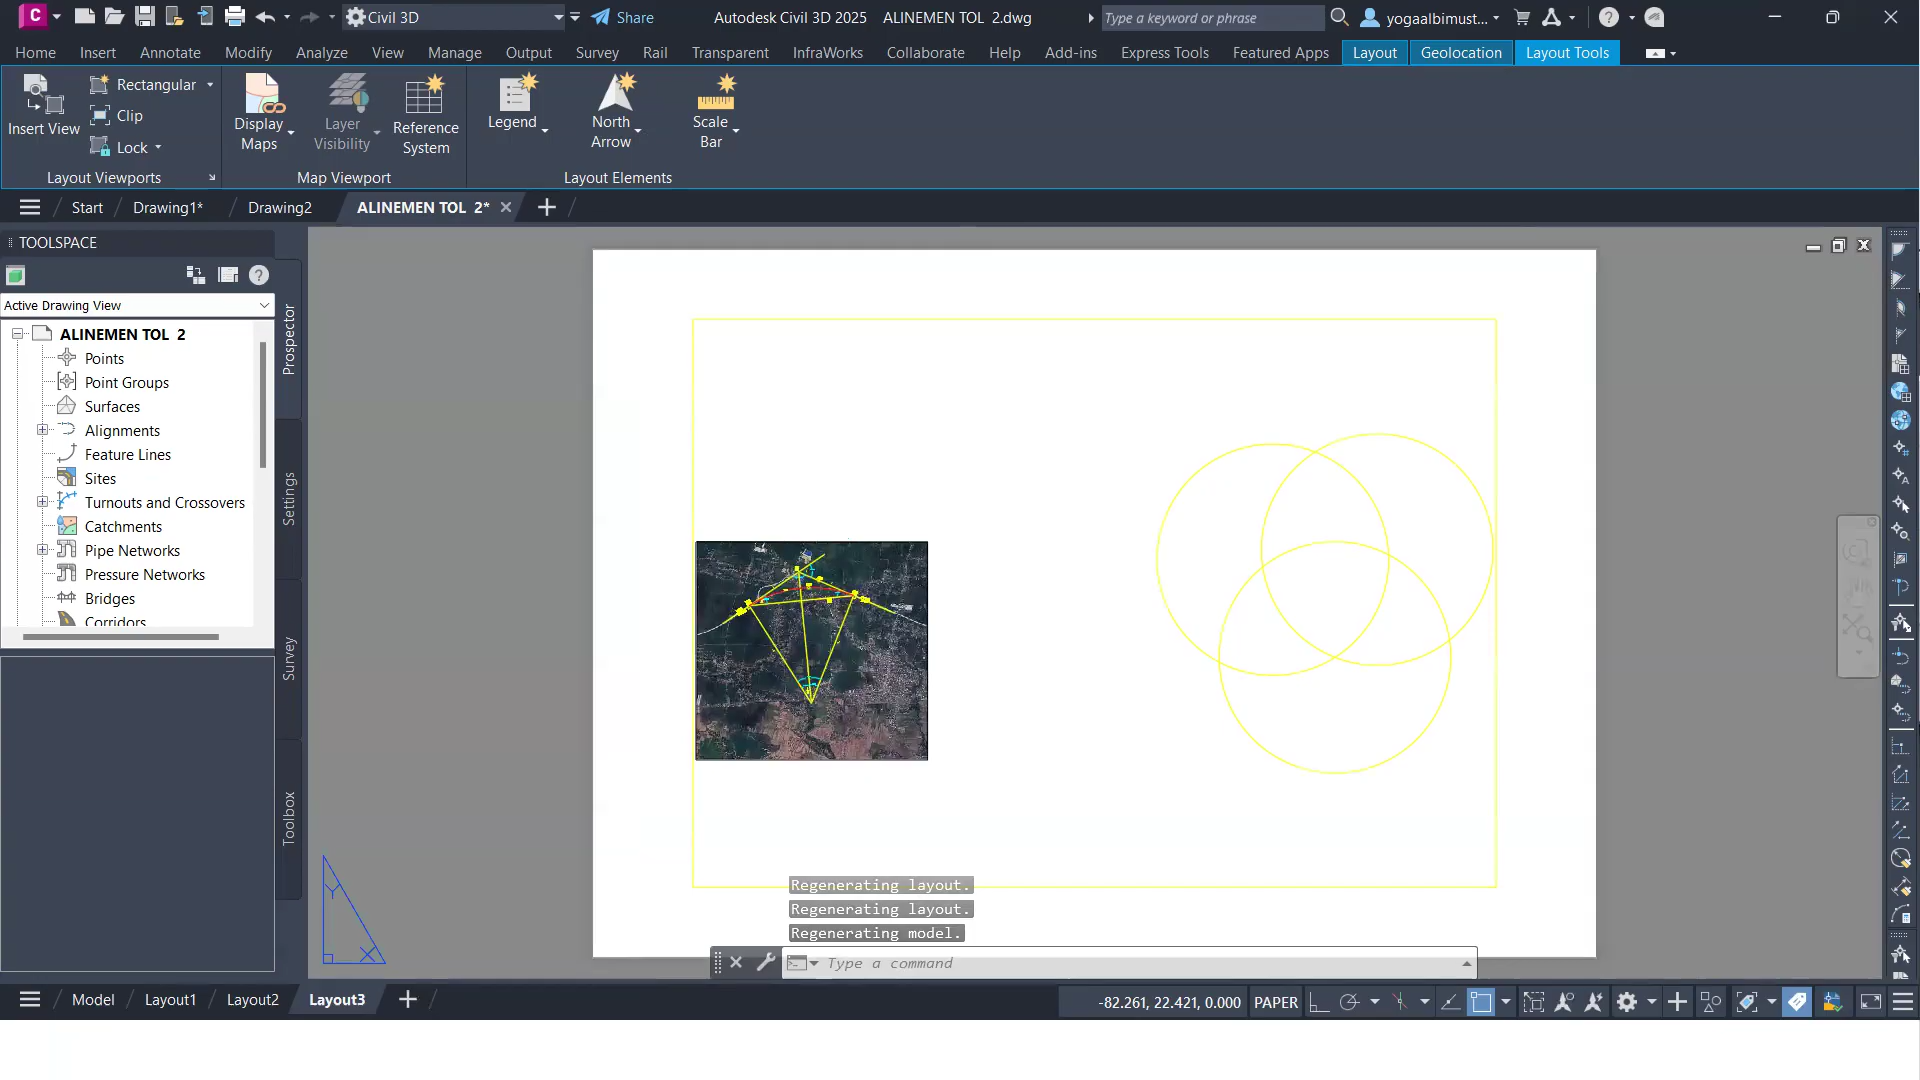 C Civil 3D Share Autodesk Civil 3D 2025 ALINEMEN TOL 2.dwg Type a keyword or phrase yogaalbimust...
Home Insert Annotate Modify Analyze View Manage Output Survey Rail Transparent InfraWorks Collaborate Help Add-ins Express Tools Featured Apps Layout Geolocation Layout Tools
Insert View
Rectangular
Clip
Lock
Layout Viewports
Display Maps
Layer Visibility
Reference System
Map Viewport
Legend
North Arrow
Scale Bar
Layout Elements
Start Drawing1* Drawing2 ALINEMEN TOL 2*
TOOLSPACE
Active Drawing View
ALINEMEN TOL 2
Points
Point Groups
Surfaces
Alignments
Feature Lines
Sites
Turnouts and Crossovers
Catchments
Pipe Networks
Pressure Networks
Bridges
Corridors
Prospector
Settings
Survey
Toolbox
Y
X
Regenerating layout.
Regenerating layout.
Regenerating model.
Type a command
Model Layout1 Layout2 Layout3
-82.261, 22.421, 0.000 PAPER